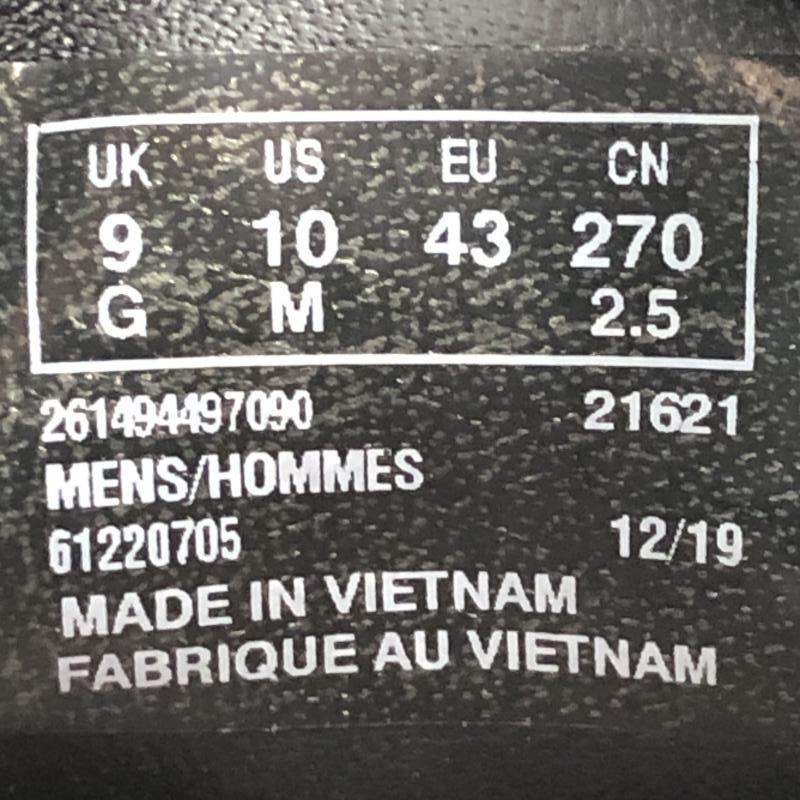 UK US EU CN
9 10 43 270
G M 2.5
261494497090 21621
MENS/HOMMES
61220705 12/19
MADE IN VIETNAM
FABRIQUE AU VIETNAM